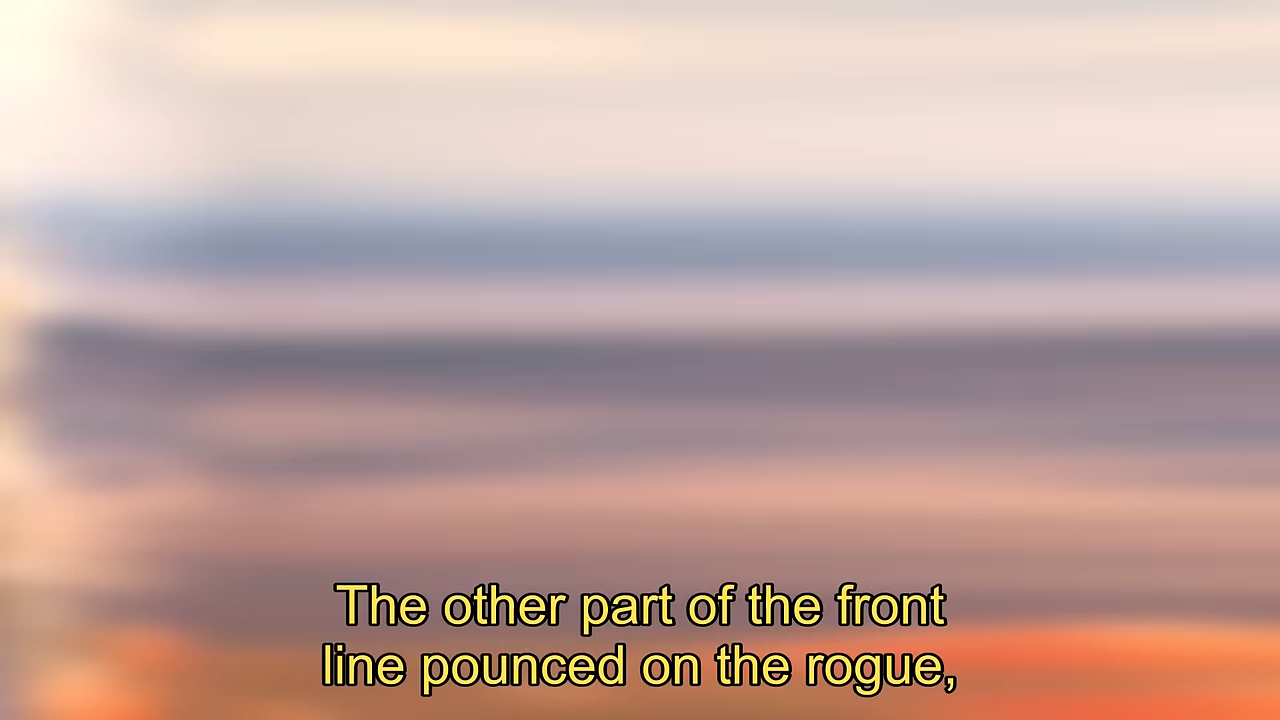 The other part of the front
line pounced on the rogue,